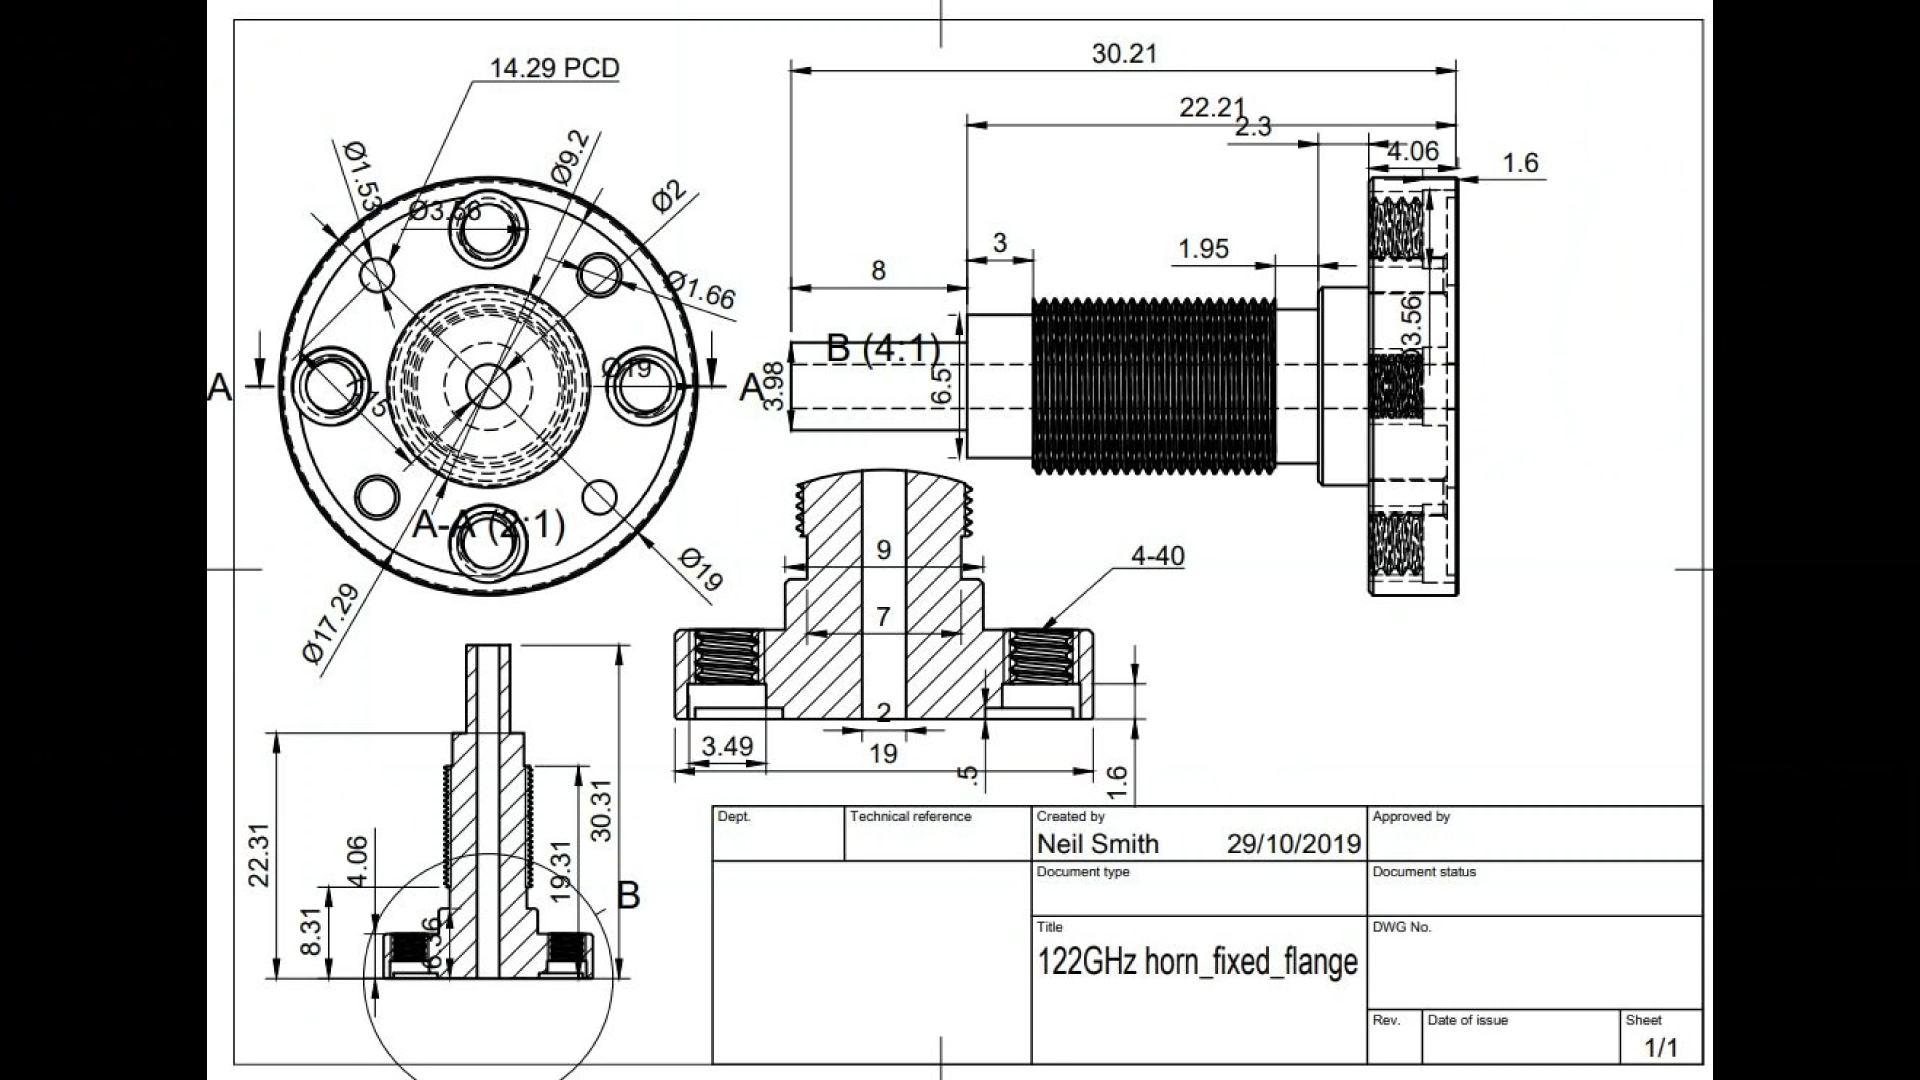 14.29 PCD
30.21
22.21
2.3
4.06
1.6
Ø1.53
Ø9.2
Ø2
Ø3.56
Ø1.66
3
1.95
8
B (4:1)
Ø3.56
A
Ø19
A
3.98
6.5
15
A-A (2:1)
9
4-40
Ø19
Ø17.29
7
2
3.49
19
.5
1.6
30.31
22.31
4.06
19.31
8.31
6.36
B
Dept.
Technical reference
Created by
Approved by
Neil Smith 29/10/2019
Document type
Document status
Title
DWG No.
122GHz horn_fixed_flange
Rev.
Date of issue
Sheet
1/1